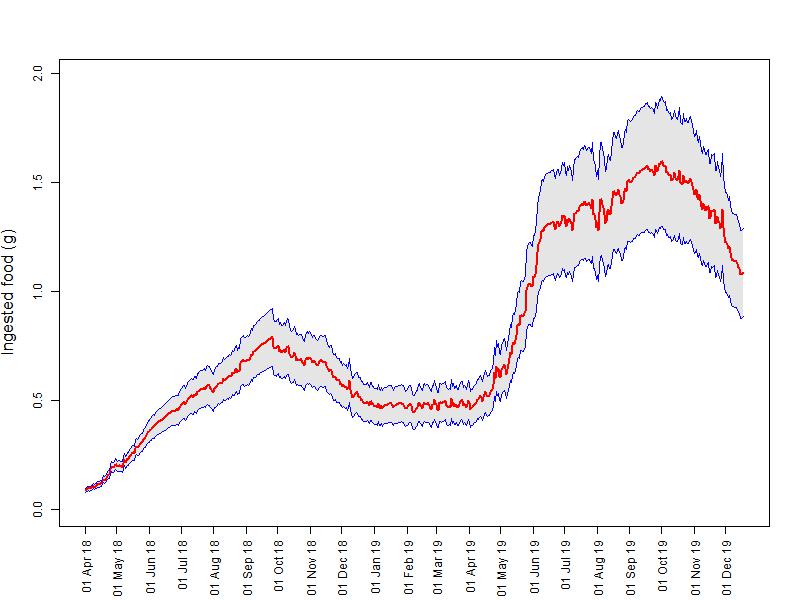 Ingested food (g)
2.0
1.5
1.0
0.5
0.0
01 Apr 18
01 May 18
01 Jun 18
01 Jul 18
01 Aug 18
01 Sep 18
01 Oct 18
01 Nov 18
01 Dec 18
01 Jan 19
01 Feb 19
01 Mar 19
01 Apr 19
01 May 19
01 Jun 19
01 Jul 19
01 Aug 19
01 Sep 19
01 Oct 19
01 Nov 19
01 Dec 19